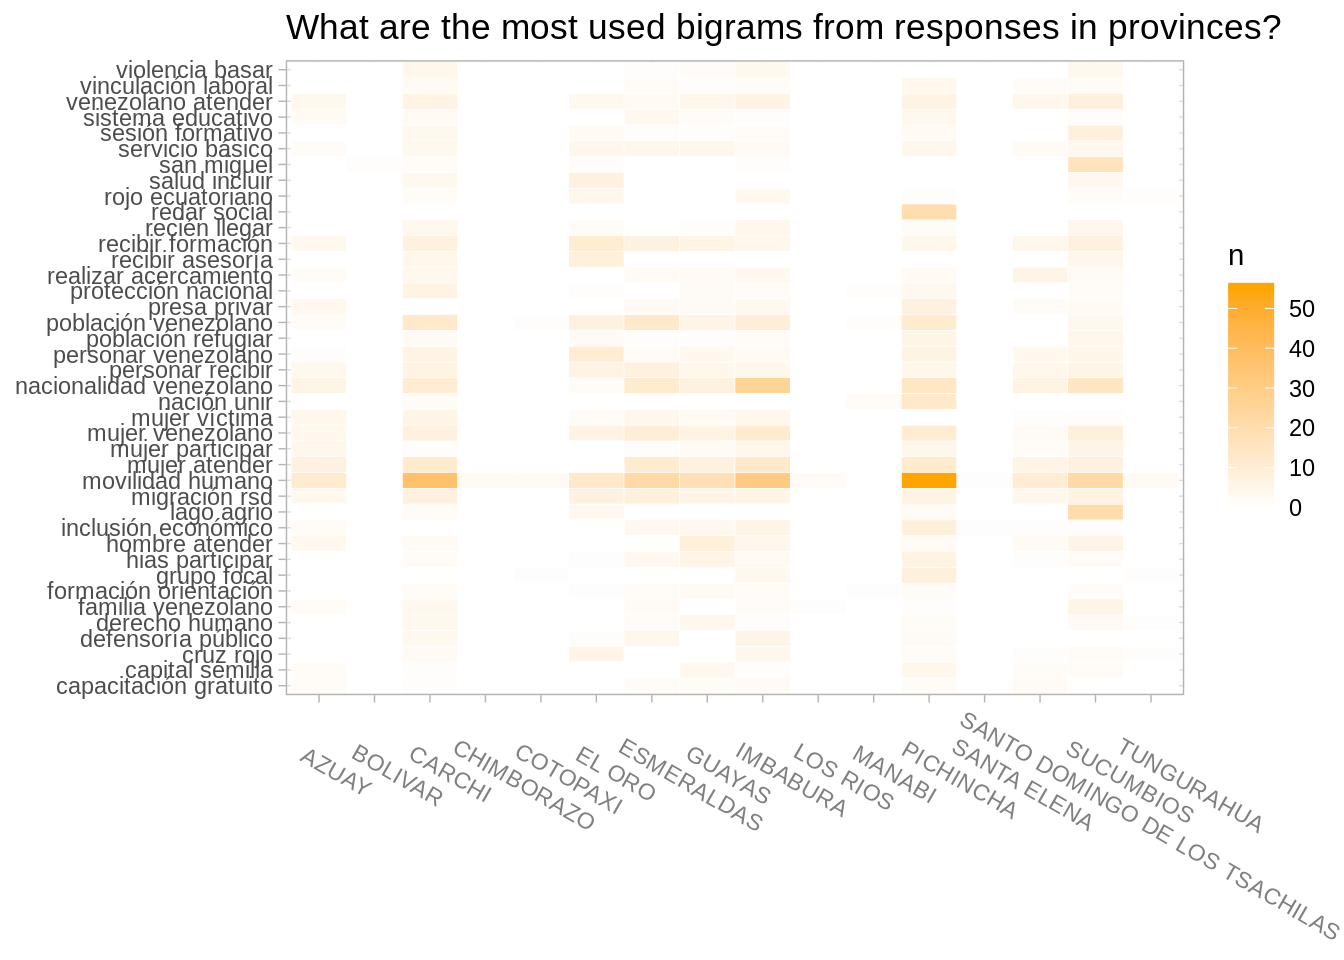 What are the most used bigrams from responses in provinces?
violencia basar
vinculación laboral
venezolano atender
sistema educativo
sesión formativo
servicio básico
san miguel
salud incluir
rojo ecuatoriano
redar social
recién llegar
recibir formación
recibir asesoría
realizar acercamiento
protección nacional
presa privar
población venezolano
población refugiar
personar venezolano
personar recibir
nacionalidad venezolano
nación unir
mujer víctima
mujer venezolano
mujer participar
mujer atender
movilidad humano
migración rsd
lago agrio
inclusión económico
hombre atender
hias participar
grupo focal
formación orientación
familia venezolano
derecho humano
defensoría público
cruz rojo
capital semilla
capacitación gratuito
n
50
40
30
20
10
0
AZUAY
BOLIVAR
CARCHI
CHIMBORAZO
COTOPAXI
EL ORO
ESMERALDAS
GUAYAS
IMBABURA
LOS RIOS
MANABI
PICHINCHA
SANTA ELENA
SANTO DOMINGO DE LOS TSACHILAS
SUCUMBIOS
TUNGURAHUA